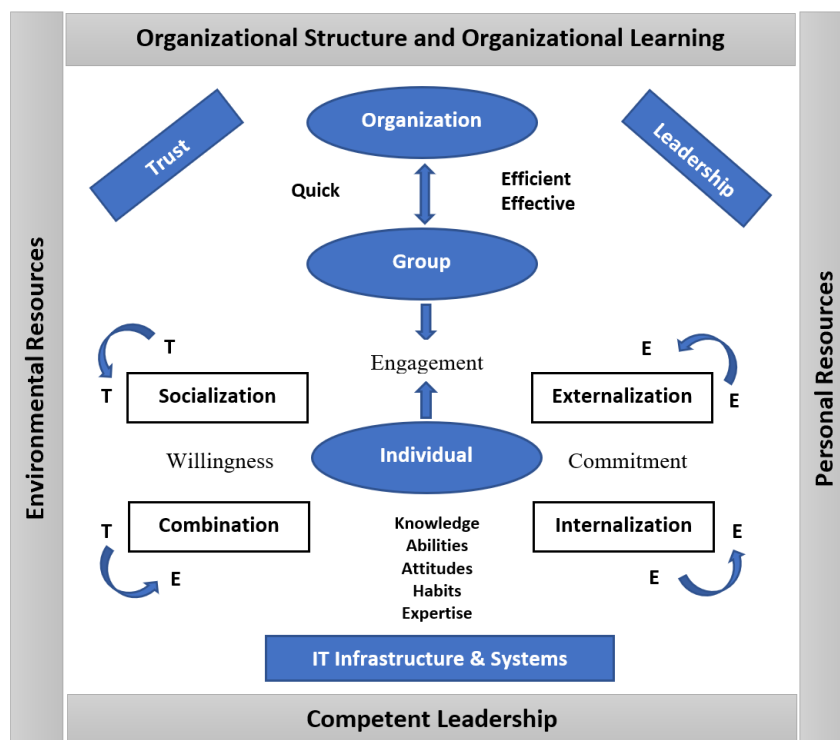 Organizational Structure and Organizational Learning
Environmental Resources
Personal Resources
Trust
Organization
Leadership
Quick
Efficient
Effective
Group
T
T
Engagement
E
E
Socialization
Externalization
Willingness
Individual
Commitment
Combination
Internalization
T
E
E
E
Knowledge
Abilities
Attitudes
Habits
Expertise
IT Infrastructure & Systems
Competent Leadership